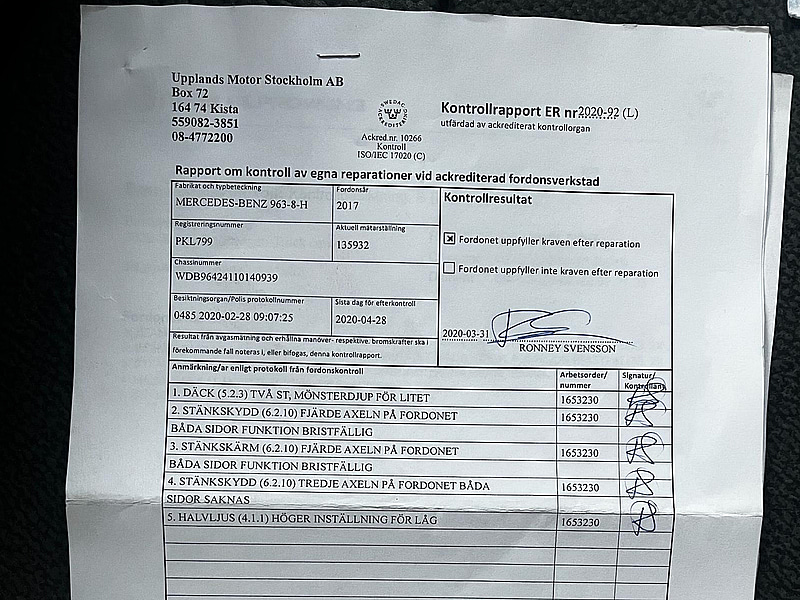 Upplands Motor Stockholm AB
Box 72
164 74 Kista
559082-3851
08-4772200
Ackred.nr. 10266
Kontroll
ISO/IEC 17020 (C)
Kontrollrapport ER nr 2020-92 (L)
utfärdad av ackrediterat kontrollorgan
Rapport om kontroll av egna reparationer vid ackrediterad fordonsverkstad
Fabrikat och typbeteckning
MERCEDES-BENZ 963-8-H
Fordonsår
2017
Registreringsnummer
PKL799
Aktuell mätarställning
135932
Chassinummer
WDB96424110140939
Besiktningsorgan/Polis protokollnummer
0485 2020-02-28 09:07:25
Sista dag för efterkontroll
2020-04-28
Resultat från avgasmätning och erhållna manöver- respektive. bromskrafter ska i
förekommande fall noteras i, eller bifogas, denna kontrollrapport.
Kontrollresultat
Fordonet uppfyller kraven efter reparation
Fordonet uppfyller inte kraven efter reparation
2020-03-31
RONNEY SVENSSON
Anmärkning/ar enligt protokoll från fordonskontroll
Arbetsorder/
nummer
Signatur/
1. DÄCK (5.2.3) TVÅ ST, MÖNSTERDJUP FÖR LITET 1653230
2. STÄNKSKYDD (6.2.10) FJÄRDE AXELN PÅ FORDONET 1653230
BÅDA SIDOR FUNKTION BRISTFÄLLIG
3. STÄNKSKÄRM (6.2.10) FJÄRDE AXELN PÅ FORDONET 1653230
BÅDA SIDOR FUNKTION BRISTFÄLLIG
4. STÄNKSKYDD (6.2.10) TREDJE AXELN PÅ FORDONET BÅDA 1653230
SIDOR SAKNAS
5. HALVLJUS (4.1.1) HÖGER INSTÄLLNING FÖR LÅG 1653230